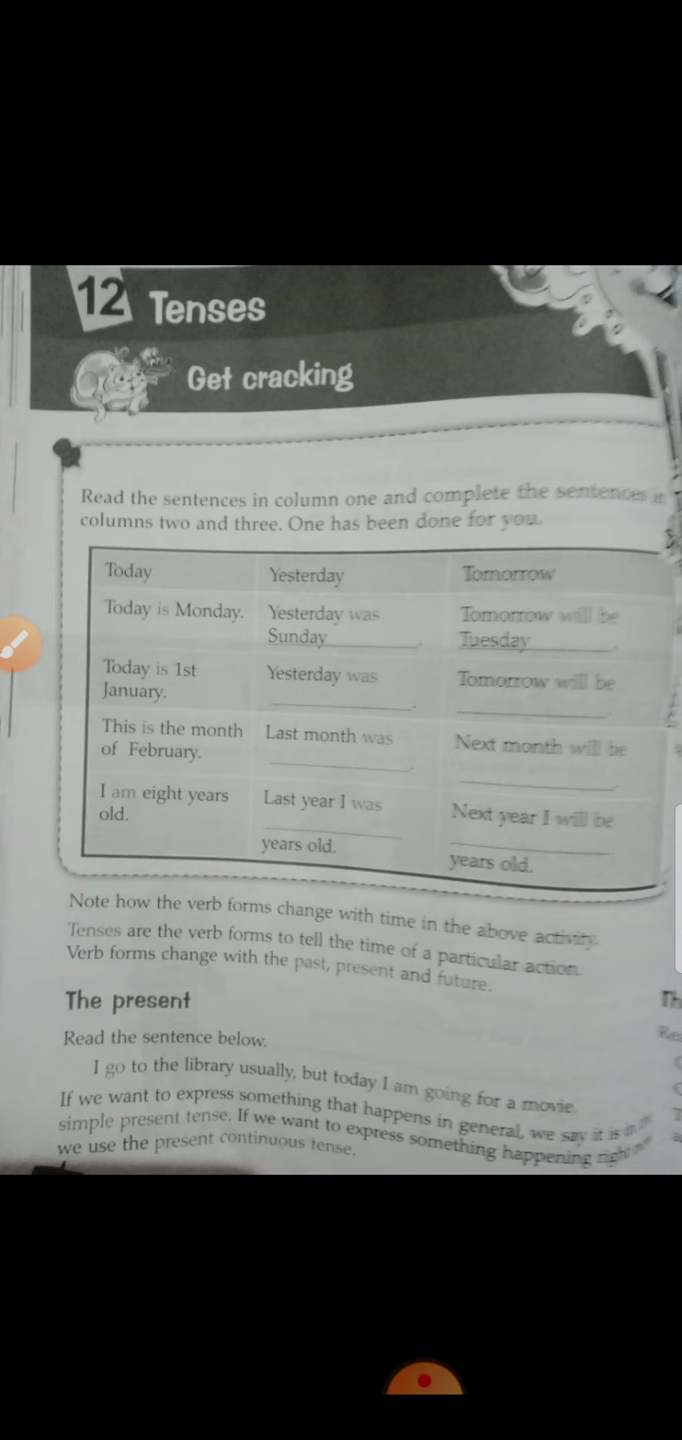 12 Tenses
Get cracking
Read the sentences in column one and complete the sentences in
columns two and three. One has been done for you.
Today Yesterday Tomorrow
Today is Monday. Yesterday was Tomorrow will be
Sunday . Tuesday .
Today is 1st Yesterday was Tomorrow will be
January. . .
This is the month Last month was Next month will be
of February. . .
I am eight years Last year I was Next year I will be
old.
years old. years old.
Note how the verb forms change with time in the above activity.
Tenses are the verb forms to tell the time of a particular action.
Verb forms change with the past, present and future.
The present
Read the sentence below.
I go to the library usually, but today I am going for a movie.
If we want to express something that happens in general, we say it is in
simple present tense. If we want to express something happening right
we use the present continuous tense.
Th